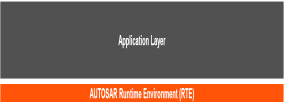 Application Layer
AUTOSAR Runtime Environment (RTE)